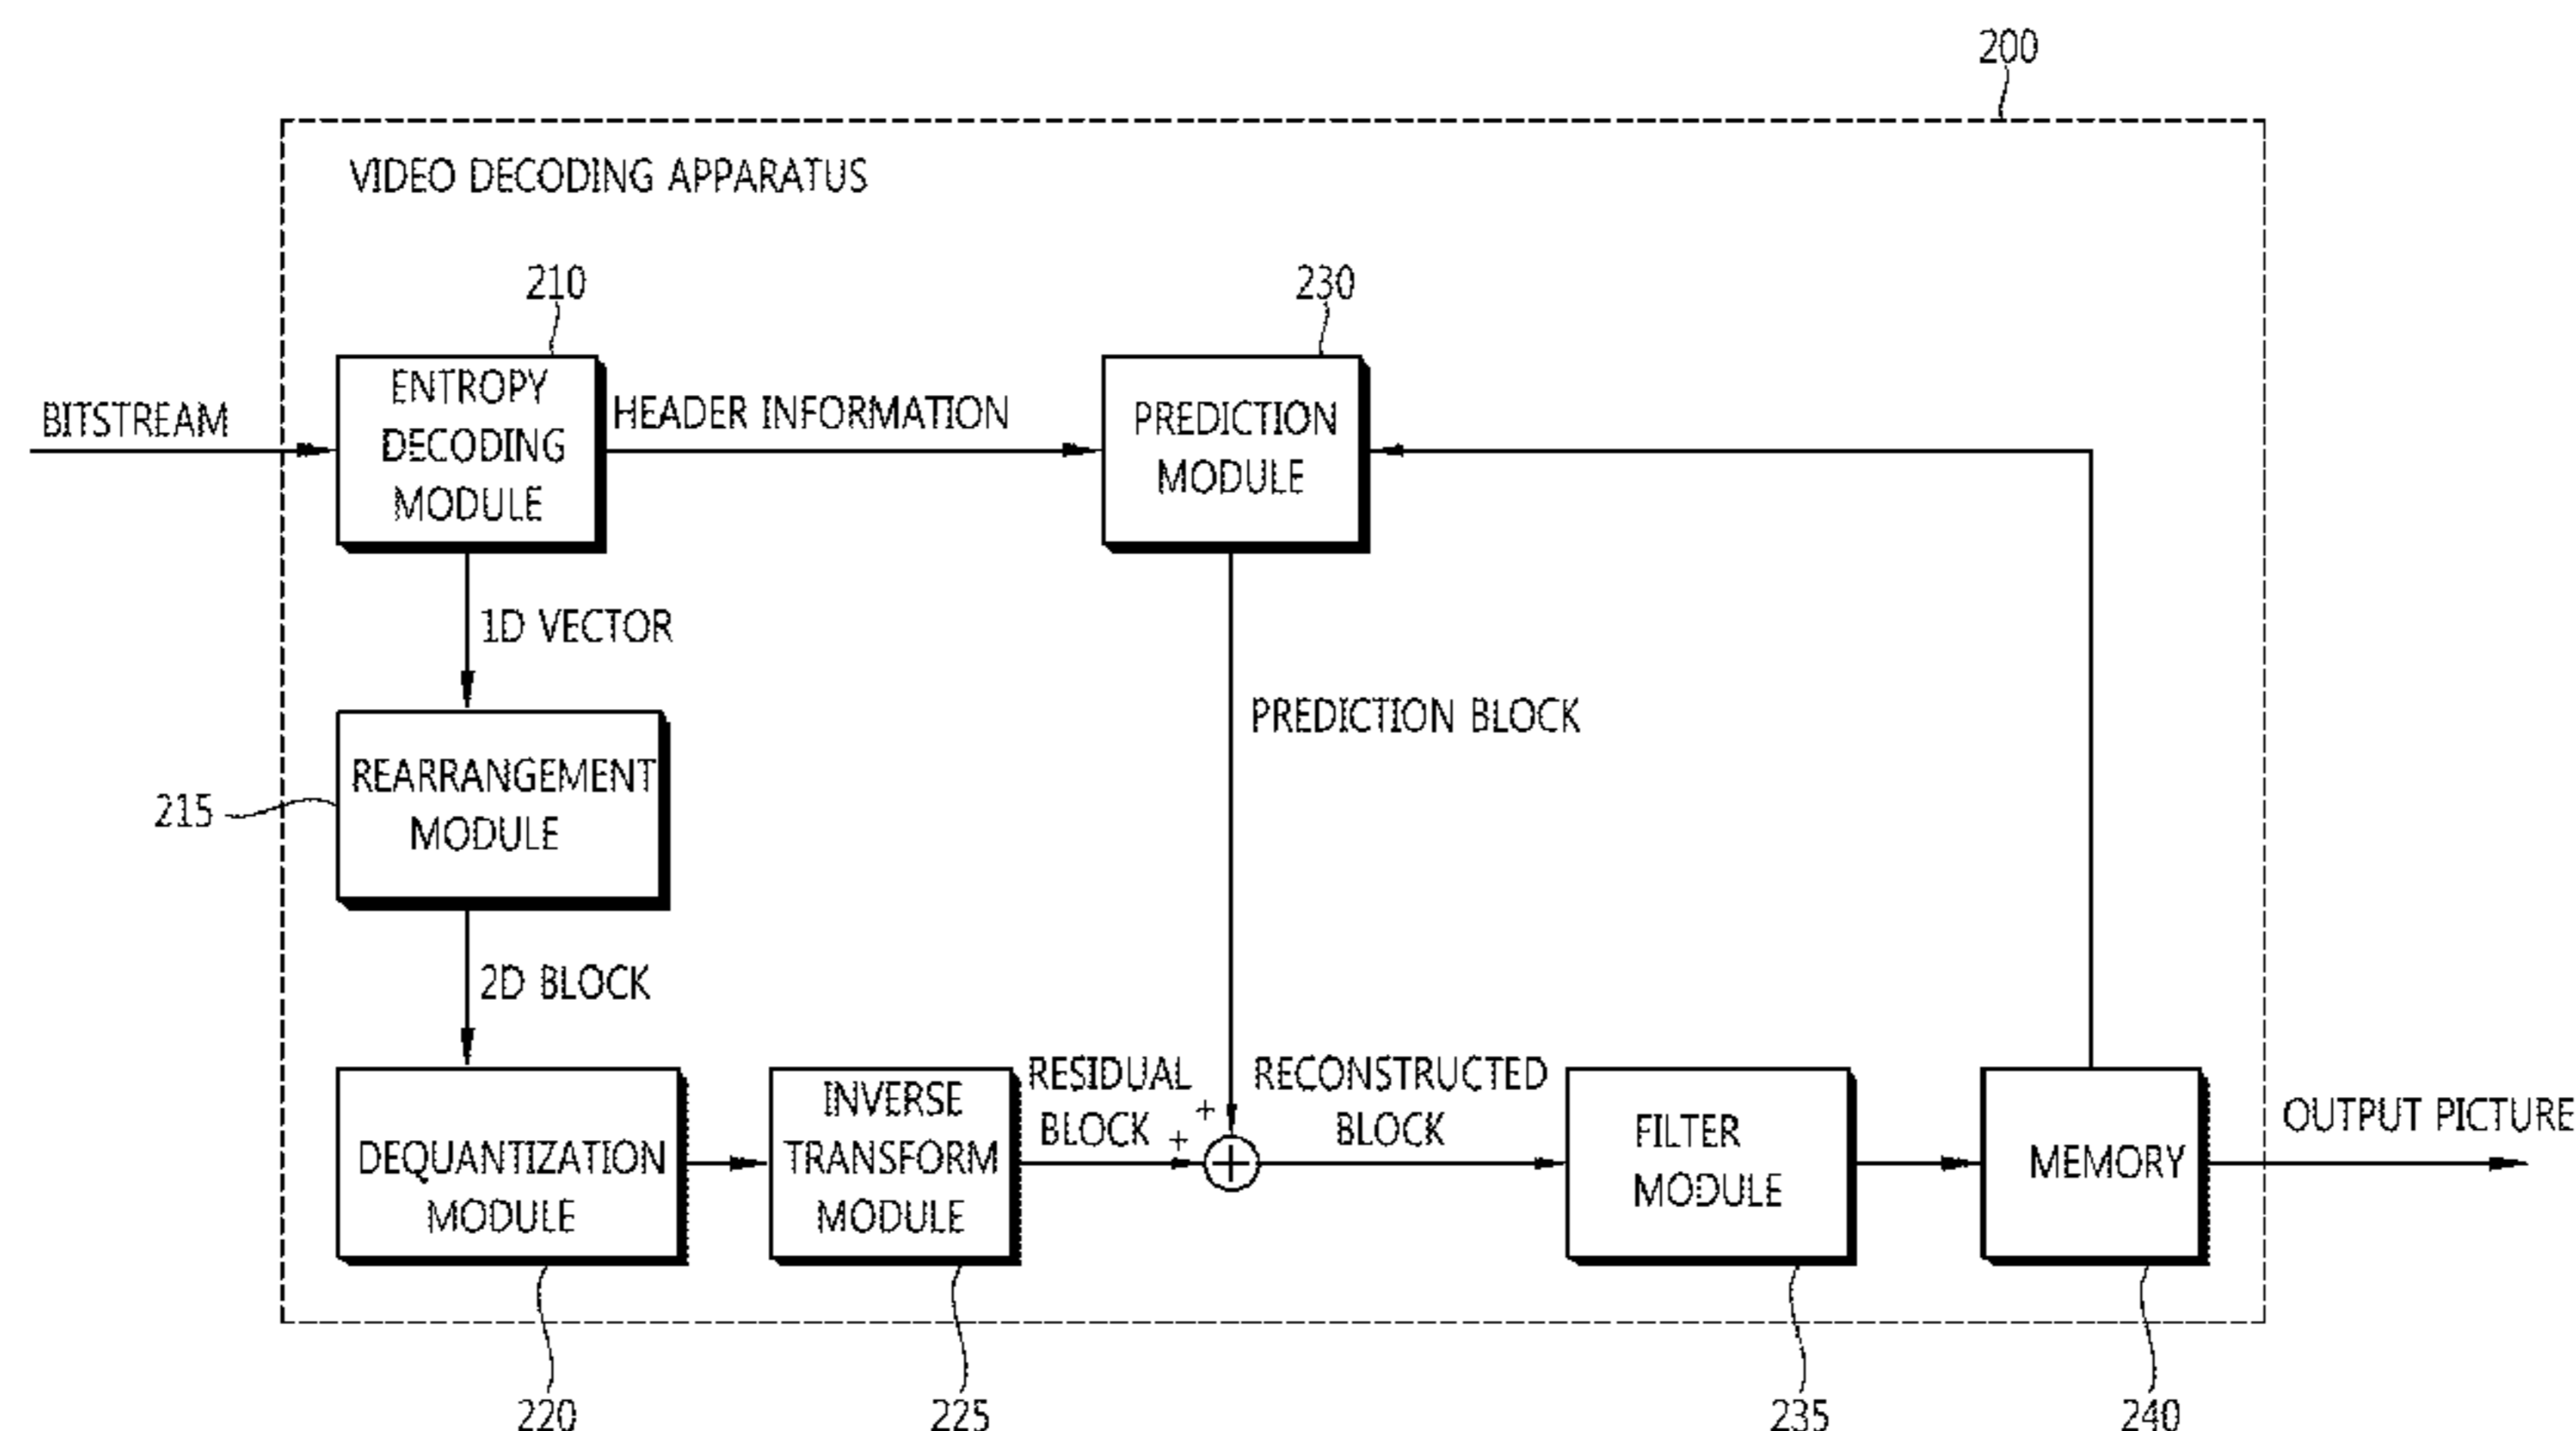 200
VIDEO DECODING APPARATUS
210
230
BITSTREAM
ENTROPY
DECODING
MODULE
HEADER INFORMATION
PREDICTION
MODULE
1D VECTOR
PREDICTION BLOCK
215
REARRANGEMENT
MODULE
2D BLOCK
DEQUANTIZATION
MODULE
INVERSE
TRANSFORM
MODULE
RESIDUAL
BLOCK
+
+
+
RECONSTRUCTED
BLOCK
FILTER
MODULE
MEMORY
OUTPUT PICTURE
220
225
235
240